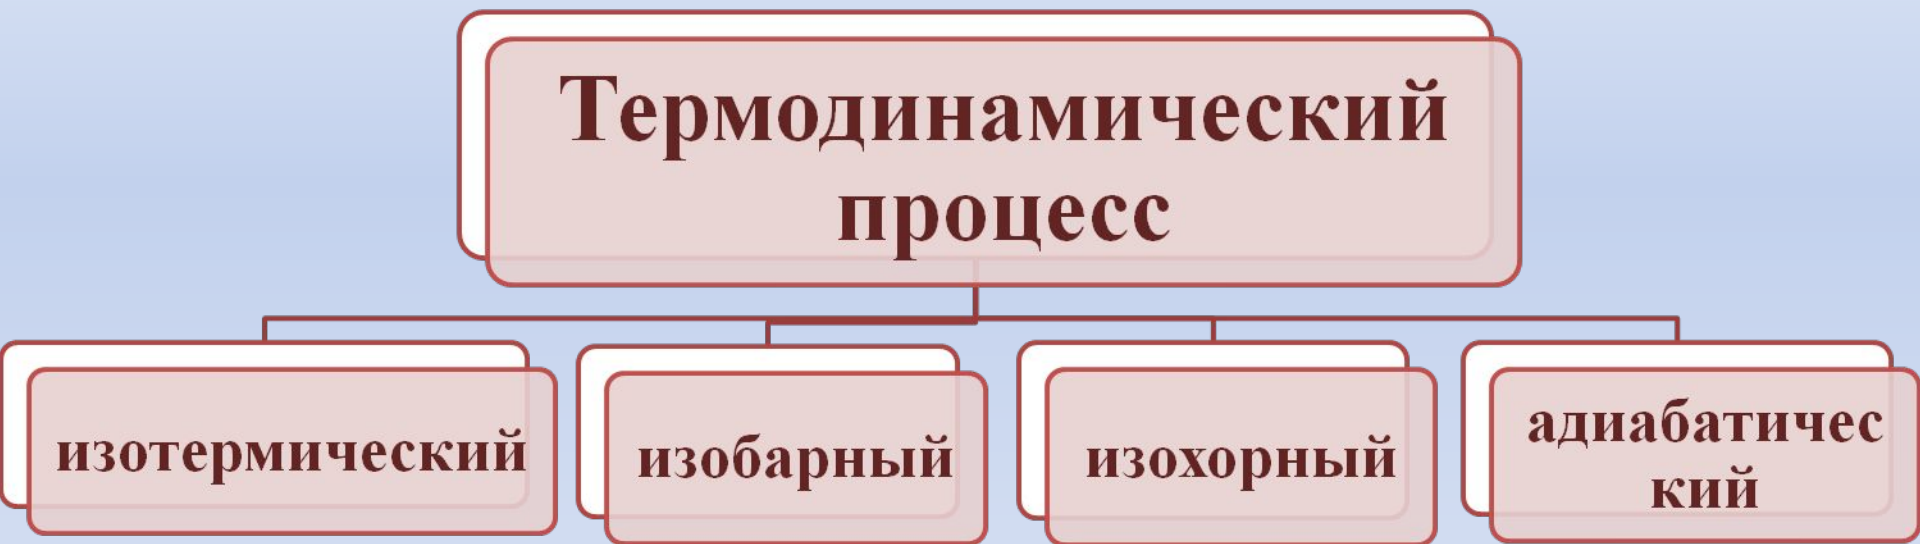 Термодинамический
процесс
изотермический
изобарный
изохорный
адиабатичес
кий